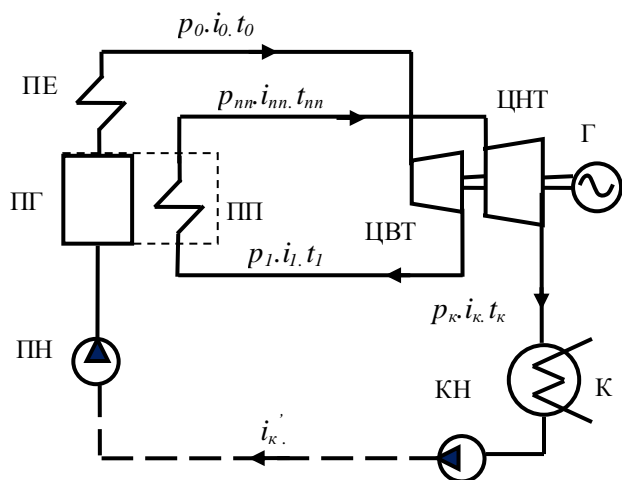 p₀.i₀.t₀
ПЕ
pпп.iпп.tпп
ЦНТ
Г
ПГ
ПП
ЦВТ
p₁.i₁.t₁
pк.iк.tк
ПН
КН
К
iк'.